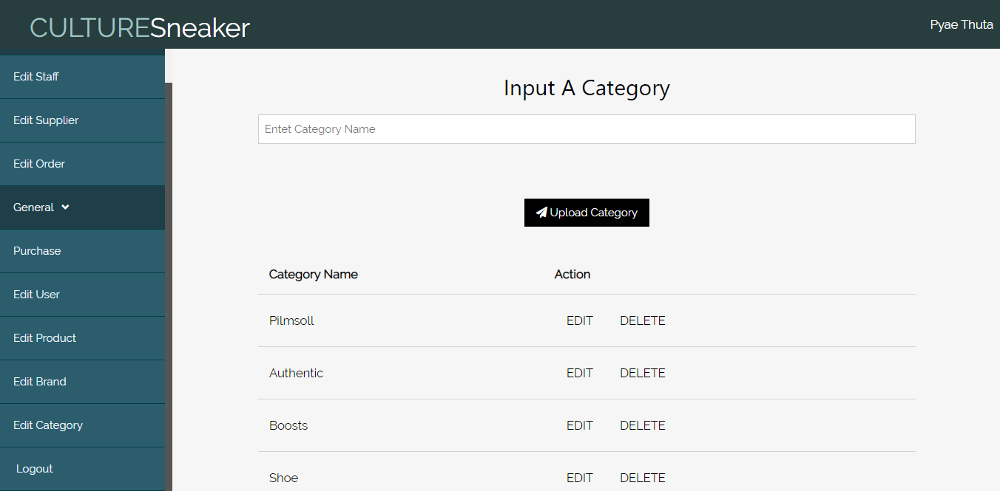 CULTURESneaker
Pyae Thuta
Edit Staff
Edit Supplier
Edit Order
General
Purchase
Edit User
Edit Product
Edit Brand
Edit Category
Logout
Input A Category
Entet Category Name
Upload Category
Category Name Action
Pilmsoll EDIT DELETE
Authentic EDIT DELETE
Boosts EDIT DELETE
Shoe EDIT DELETE